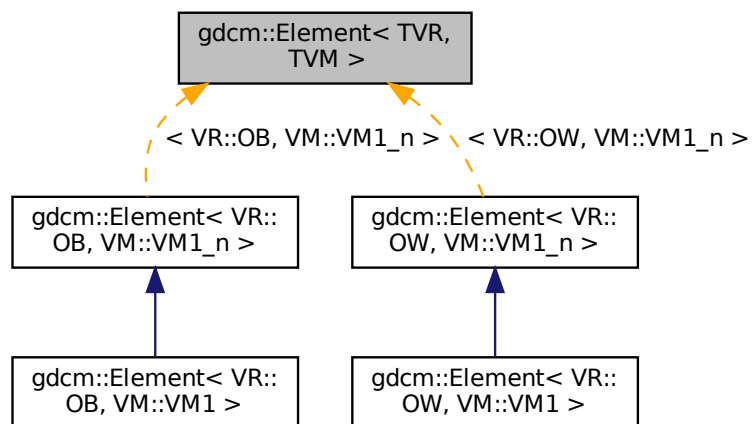 gdcm::Element< TVR,
TVM >
< VR::OB, VM::VM1_n >
< VR::OW, VM::VM1_n >
gdcm::Element< VR::
OB, VM::VM1_n >
gdcm::Element< VR::
OW, VM::VM1_n >
gdcm::Element< VR::
OB, VM::VM1 >
gdcm::Element< VR::
OW, VM::VM1 >